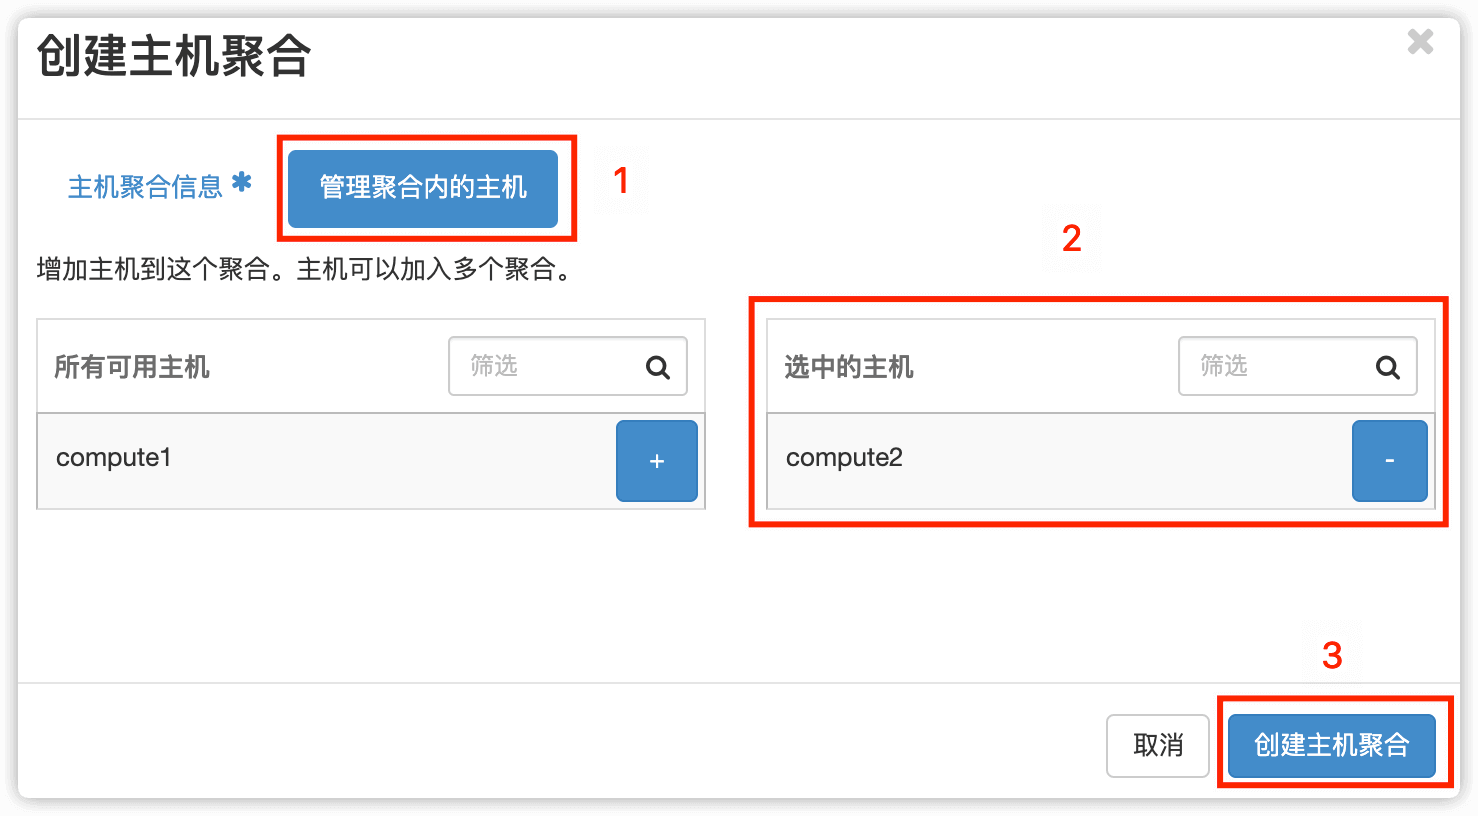 创建主机聚合
主机聚合信息 * 管理聚合内的主机 1
2
增加主机到这个聚合。主机可以加入多个聚合。
所有可用主机 筛选
compute1 +
选中的主机 筛选
compute2 -
3
取消 创建主机聚合